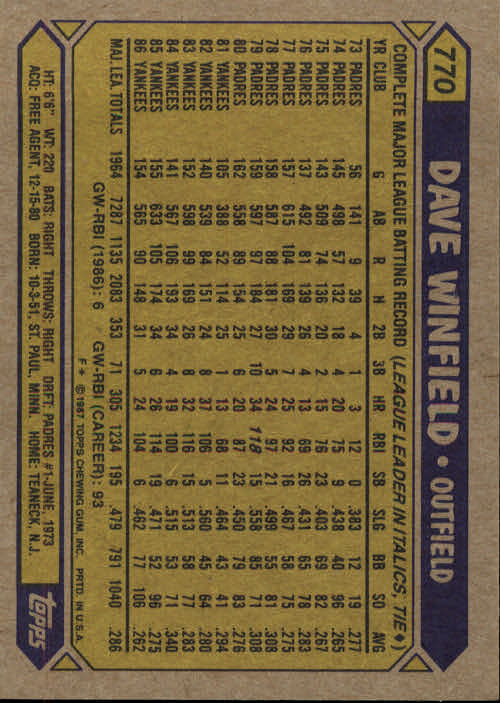 770
DAVE WINFIELD • OUTFIELD
COMPLETE MAJOR LEAGUE BATTING RECORD (LEAGUE LEADER IN ITALICS, TIE♦)
YR CLUB G AB R H 2B 3B HR RBI SB SLG BB SO AVG
73 PADRES 56 141 9 39 4 1 3 12 0 .383 12 19 .277
74 PADRES 145 498 57 132 18 4 20 75 9 .438 40 96 .265
75 PADRES 143 509 74 136 20 2 15 76 23 .403 69 82 .267
76 PADRES 137 492 81 139 26 4 13 69 26 .431 65 78 .283
77 PADRES 157 615 104 169 29 7 25 92 16 .467 58 75 .275
78 PADRES 158 587 88 181 30 5 24 97 21 .499 55 81 .308
79 PADRES 159 597 97 184 27 10 34 118 15 .558 85 71 .308
80 PADRES 162 558 89 154 25 6 20 87 23 .450 79 83 .276
81 YANKEES 105 388 52 114 25 1 13 68 11 .464 43 41 .294
82 YANKEES 140 539 84 151 24 8 37 106 5 .560 45 64 .280
83 YANKEES 152 598 99 169 26 8 32 116 15 .513 58 77 .283
84 YANKEES 141 567 106 193 34 4 19 100 6 .515 53 71 .340
85 YANKEES 155 633 105 174 34 6 26 114 19 .471 52 96 .275
86 YANKEES 154 565 90 148 31 5 24 104 6 .462 77 106 .262
MAJ. LEA. TOTALS 1964 7287 1135 2083 353 71 305 1234 195 .479 791 1040 .286
GW-RBI (1986): 6 GW-RBI (CAREER): 93
F* © 1987 TOPPS CHEWING GUM, INC. PRTD. IN U.S.A.
HT: 6'6" WT: 220 BATS: RIGHT THROWS: RIGHT DRFT: PADRES #1-JUNE, 1973
ACQ: FREE AGENT, 12-15-80 BORN: 10-3-51, ST. PAUL, MINN. HOME: TEANECK, N.J.
topps